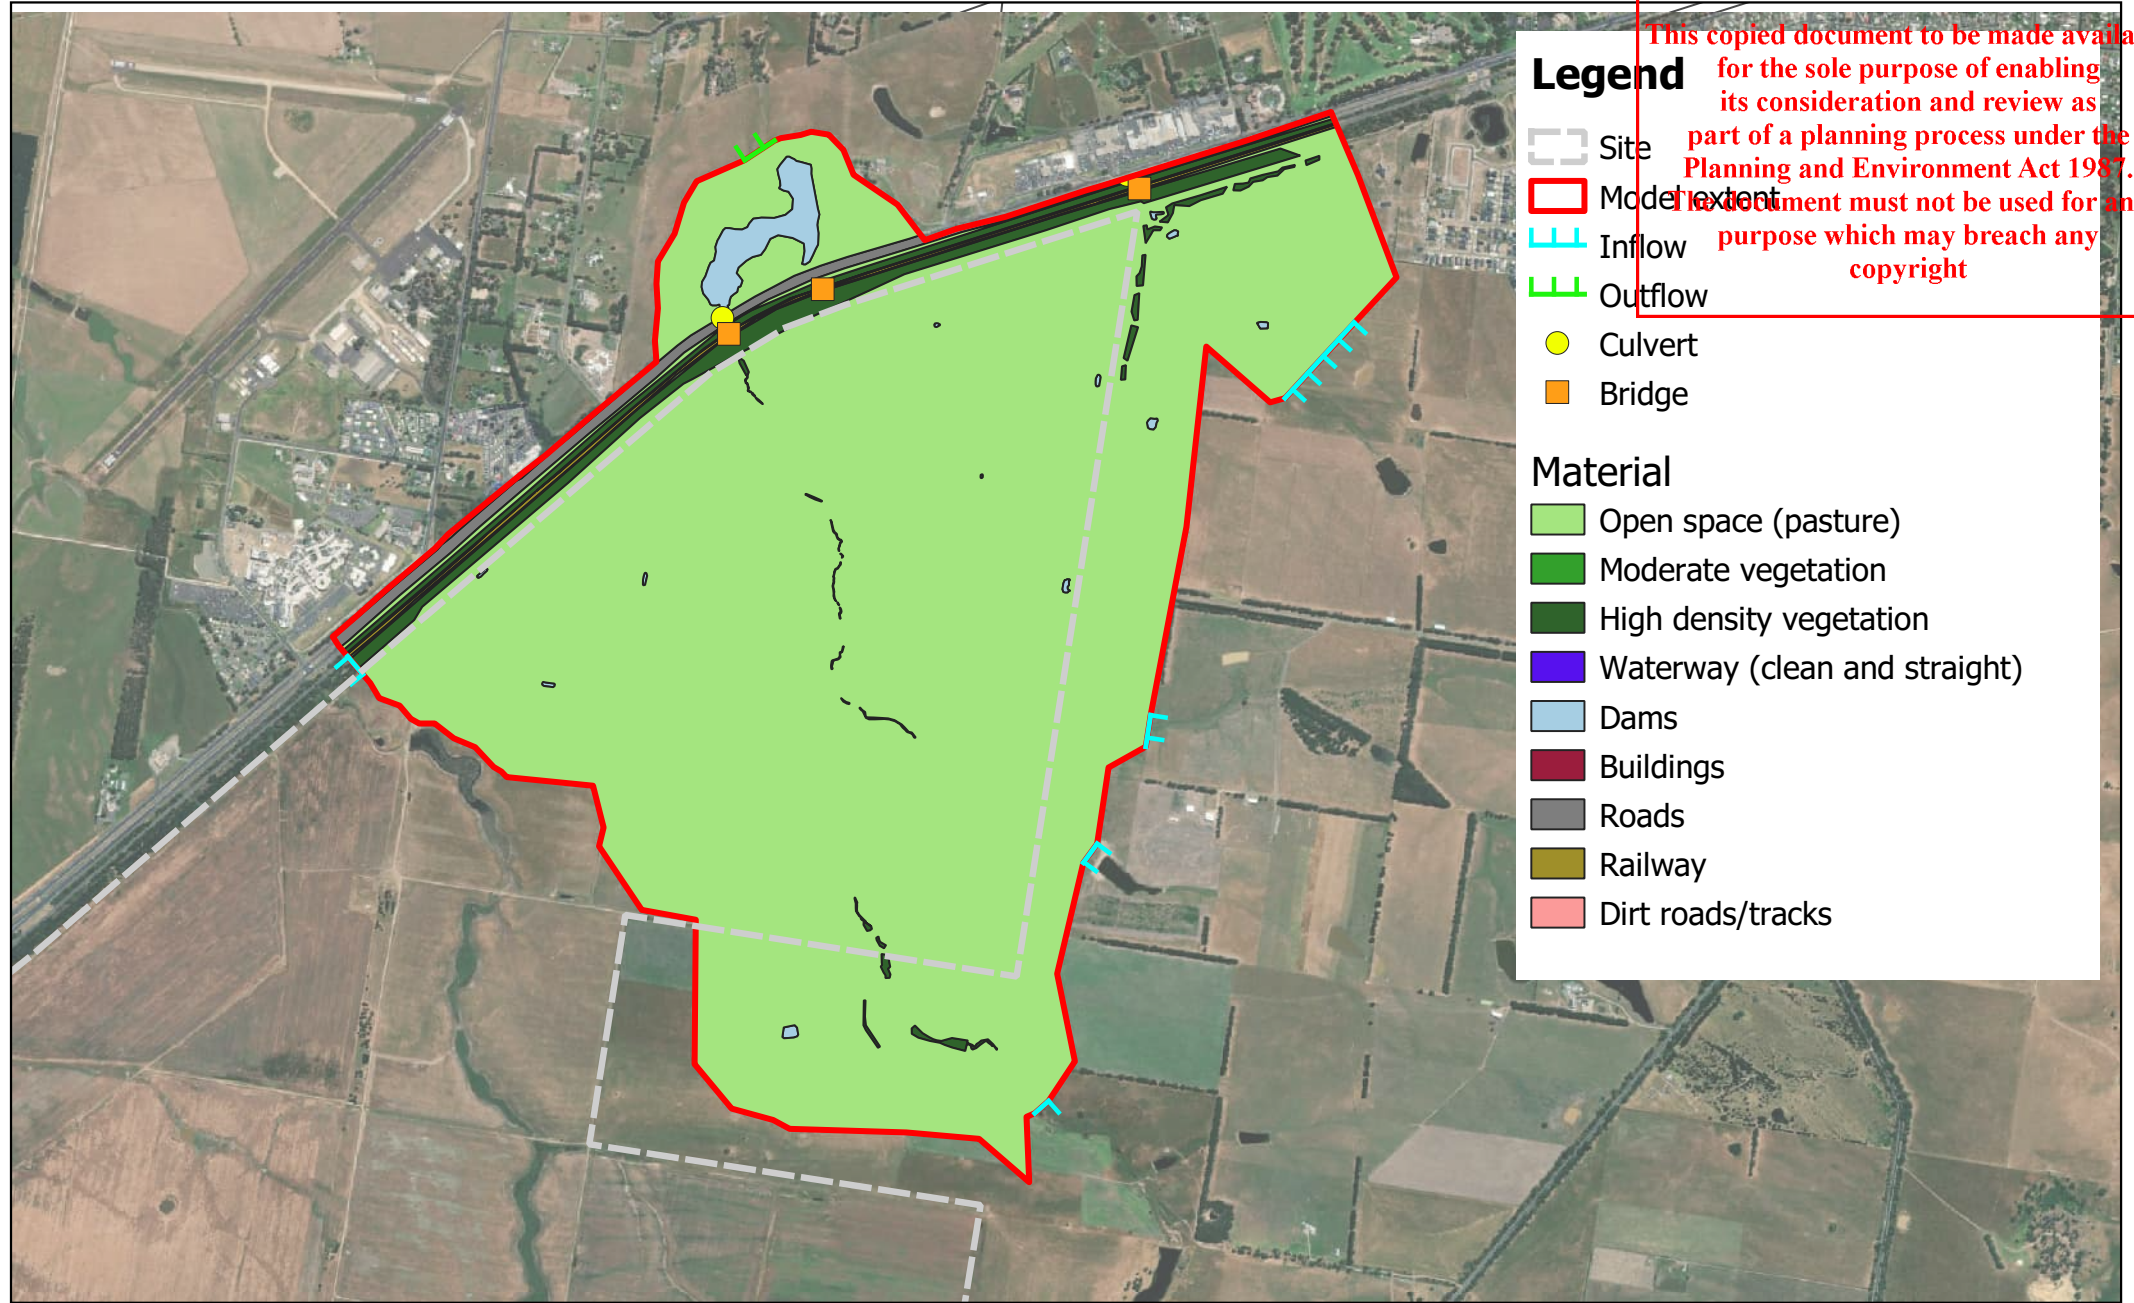 Legend
Site
Model extent
Inflow
Outflow
Culvert
Bridge
Material
Open space (pasture)
Moderate vegetation
High density vegetation
Waterway (clean and straight)
Dams
Buildings
Roads
Railway
Dirt roads/tracks
This copied document to be made availa
for the sole purpose of enabling
its consideration and review as
part of a planning process under the
Planning and Environment Act 1987.
The document must not be used for an
purpose which may breach any
copyright